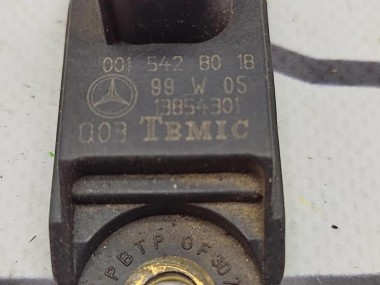 001 542 80 18
99 W 05
13854301
Q03 TEMIC
PBTP GF30